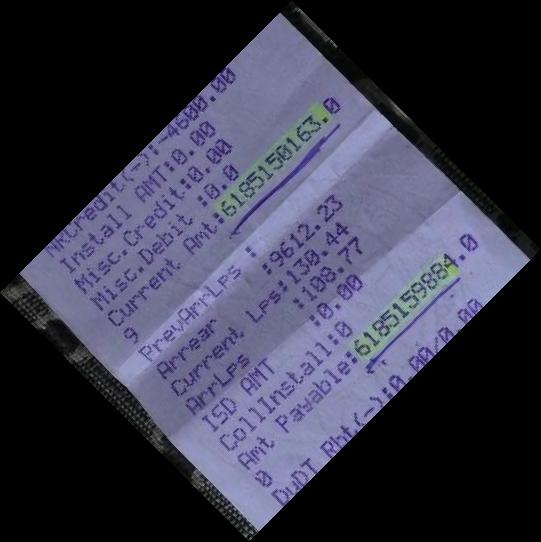 NRCredit(-):-4600.00
Install AMT:0.00
Misc.Credit:0.00
Misc.Debit :0.0
Current Amt:6185150163.0
9
PrevArrLps :
Arrear :9612.23
Current Lps:130.44
ArrLps :108.77
ISD AMT :0.00
CollInstall:0
Amt Payable:6185159884.0
0
DuDT Rbt(-):0.00/0.00